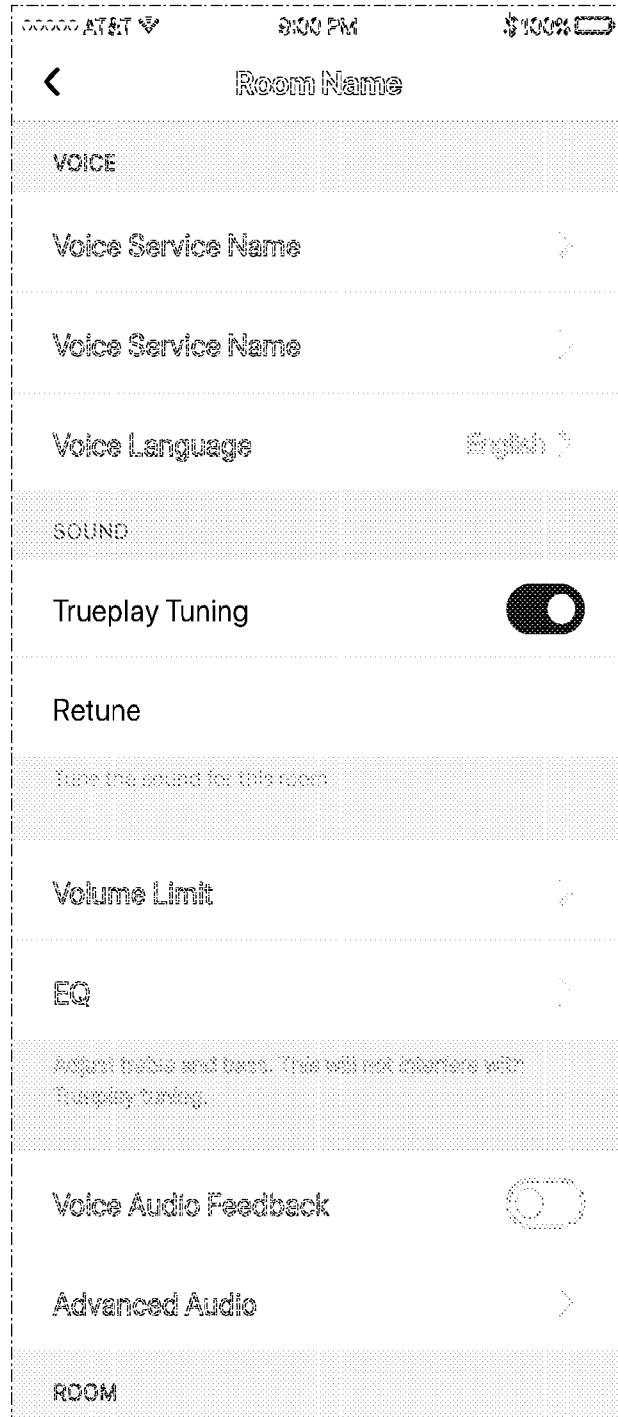 AT&T 9:00 PM 100%
Room Name
VOICE
Voice Service Name
Voice Service Name
Voice Language English
SOUND
Trueplay Tuning
Retune
Tune the sound for this room
Volume Limit
EQ
Adjust treble and bass. This will not interfere with
Trueplay tuning.
Voice Audio Feedback
Advanced Audio
ROOM